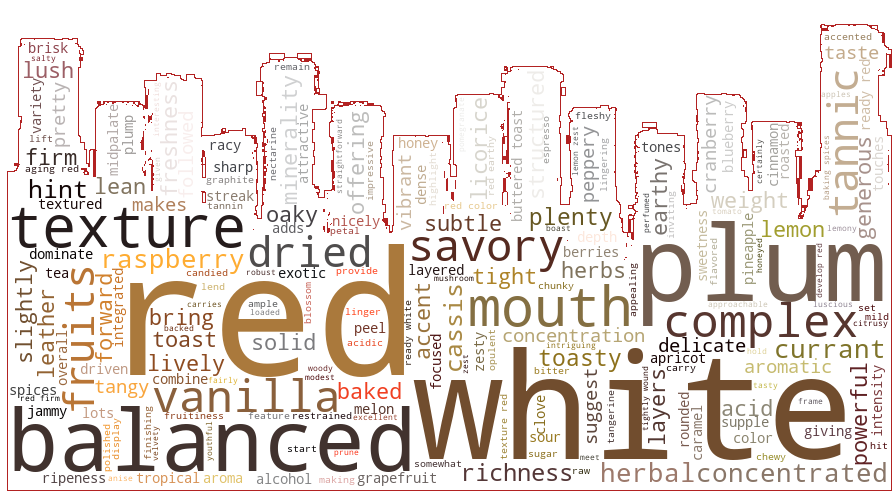 brisk
salty
lush
variety
pretty
lift
firm
aging red
hint
lean
textured
makes
texture
midpalate
plump
freshness
followed
racy
sharp
graphite
streak
tannin
remain
nectarine
minerality
attractive
straightforward
offering
impressive
oaky
adds
nicely
petal
honey
vibrant
dense
licorice
red earthy
red color
buttered toast
structured
espresso
fleshy
lemon zest
peppery
lingering
tones
perfumed
earthy
inviting
cranberry
blueberry
certainly
cinnamon
roasted
accented
taste
apples
tannic
baking spices
generous
ready red
touches
weight
tomato
lemon
lemony
sweetness
flavored
pineapple
honeyed
develop red
subtle
plenty
boast
depth
savory
berries
herbs
appealing
layered
mushroom
tight
chunky
dominate
tea
raspberry
candied
robust
exotic
dried
provide
lend
carries
ample
loaded
blossom
linger
peel
acidic
solid
slightly
leather
overall
fruits
forward
integrated
bring
backed
toast
lively
driven
tangy
combine
fairly
woody
modest
red
plum
mouth
accent
cassis
ready white
focused
zest
zesty
opulent
concentration
intriguing
toasty
bitter
approachable
luscious
set
mild
citrusy
complex
delicate
apricot
carry
mild
currant
aromatic
tasty
spices
red firm
jammy
lots
vanilla
baked
melon
excellent
fruitiness
feature
restrained
balanced
polished
display
finishing
velvety
youthful
start
prune
white
texture red
clove
sour
sugar
suggest
meet
tangerine
tightly wound
layers
rounded
caramel
acid
supple
color
chewy
frame
giving
powerful
intensity
hit
ripeness
anise
tropical
aroma
alcohol
making
grapefruit
somewhat
richness
raw
herbal
concentrated